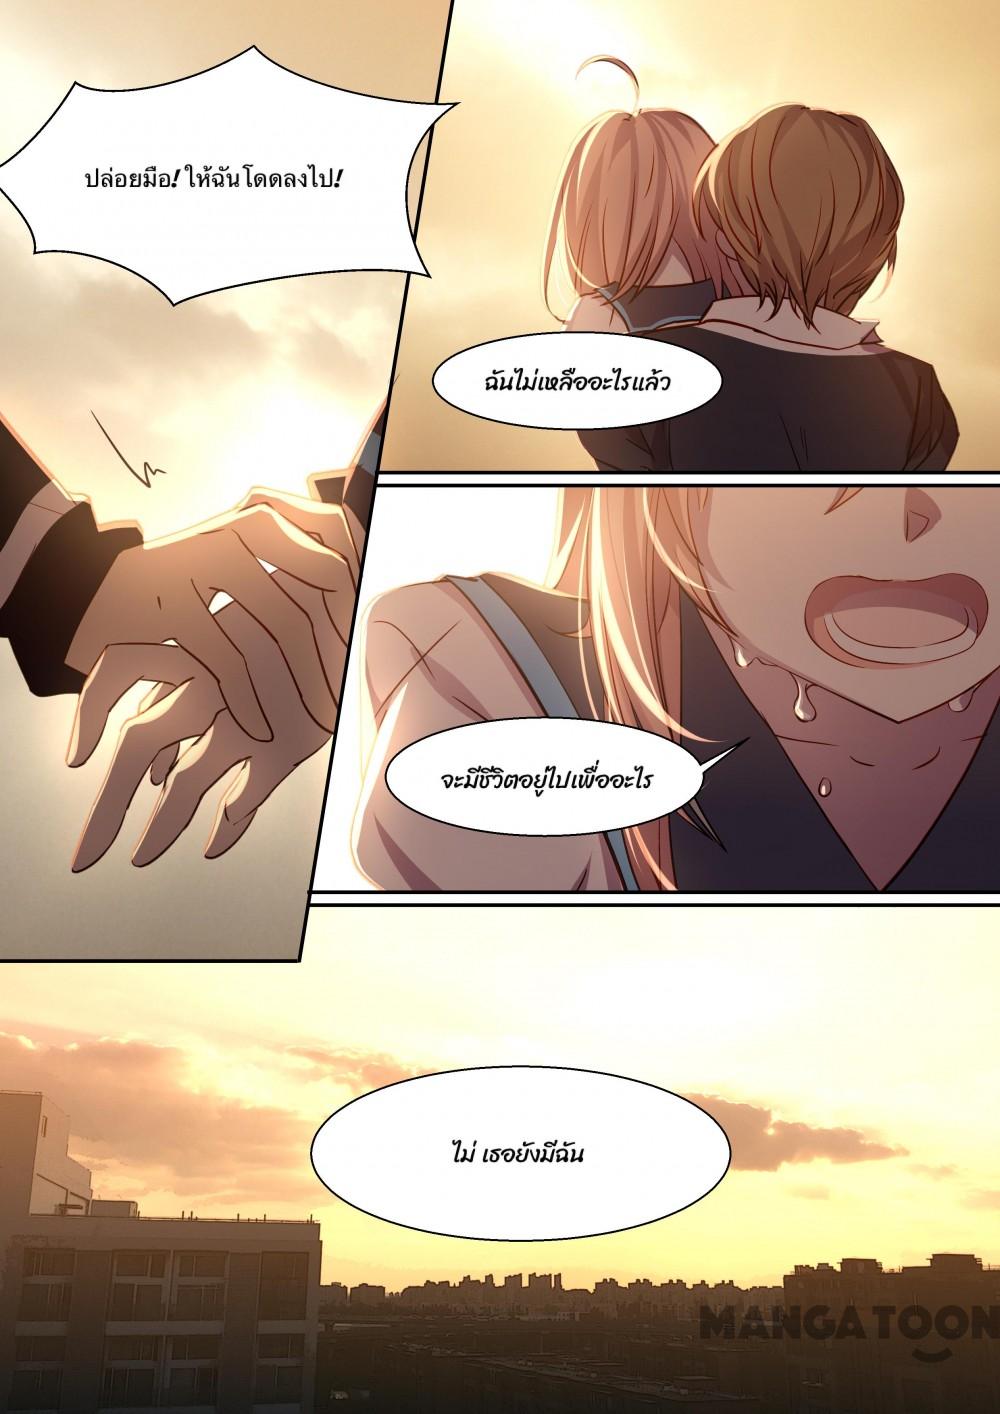 ปล่อยมือ! ให้ฉันโดดลงไป!
ฉันไม่เหลืออะไรแล้ว
จะมีชีวิตอยู่ไปเพื่ออะไร
ไม่ เธอยังมีฉัน
MANGATOON